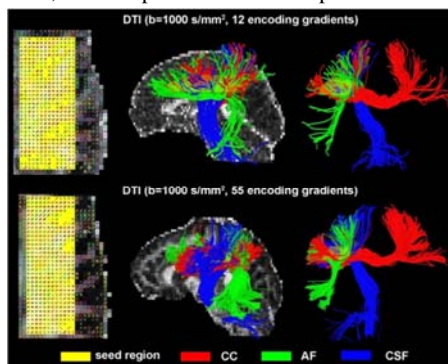 DTI (b=1000 s/mm², 12 encoding gradients)
DTI (b=1000 s/mm², 55 encoding gradients)
seed region CC AF CSF